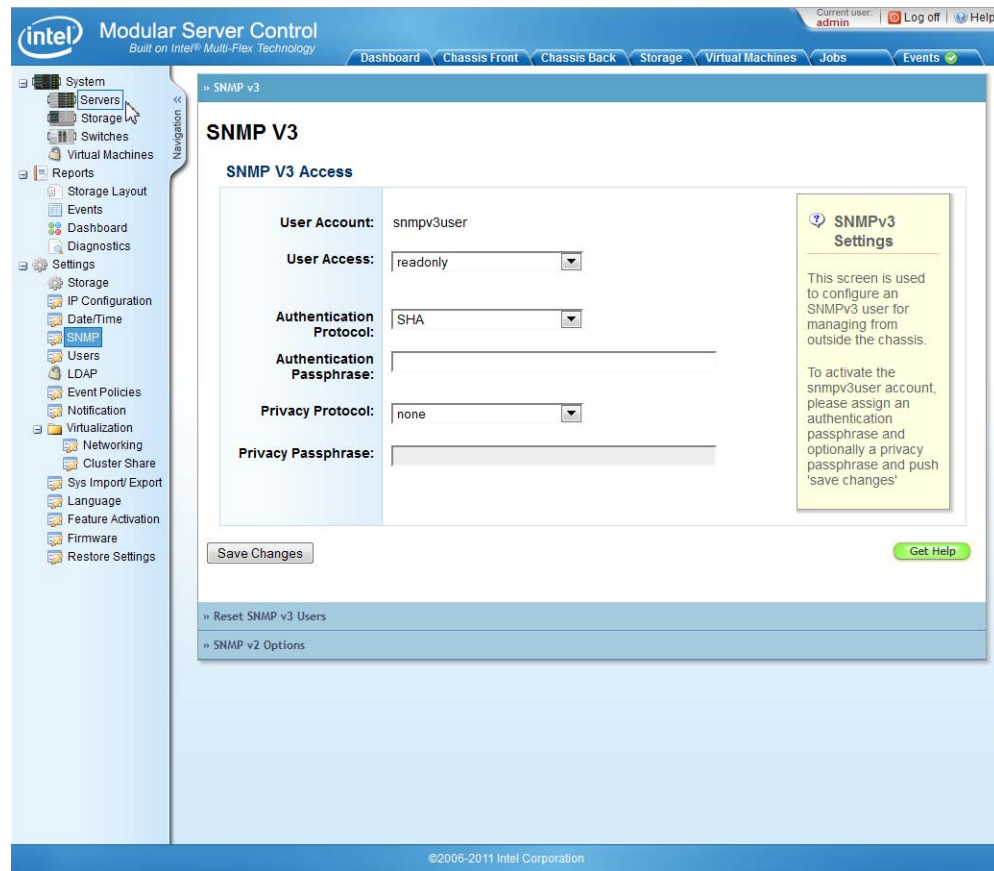 intel
Modular Server Control
Built on Intel® Multi-Flex Technology
Current user:
admin
Log off
Help
Dashboard
Chassis Front
Chassis Back
Storage
Virtual Machines
Jobs
Events
System
Servers
Storage
Switches
Virtual Machines
Reports
Storage Layout
Events
Dashboard
Diagnostics
Settings
Storage
IP Configuration
Date/Time
SNMP
Users
LDAP
Event Policies
Notification
Virtualization
Networking
Cluster Share
Sys Import/ Export
Language
Feature Activation
Firmware
Restore Settings
«
Navigation
» SNMP v3
SNMP V3
SNMP V3 Access
User Account: snmpv3user
User Access: readonly
Authentication
Protocol: SHA
Authentication
Passphrase:
Privacy Protocol: none
Privacy Passphrase:
? SNMPv3
Settings
This screen is used
to configure an
SNMPv3 user for
managing from
outside the chassis.
To activate the
snmpv3user account,
please assign an
authentication
passphrase and
optionally a privacy
passphrase and push
'save changes'
Save Changes
Get Help
» Reset SNMP v3 Users
» SNMP v2 Options
©2006-2011 Intel Corporation